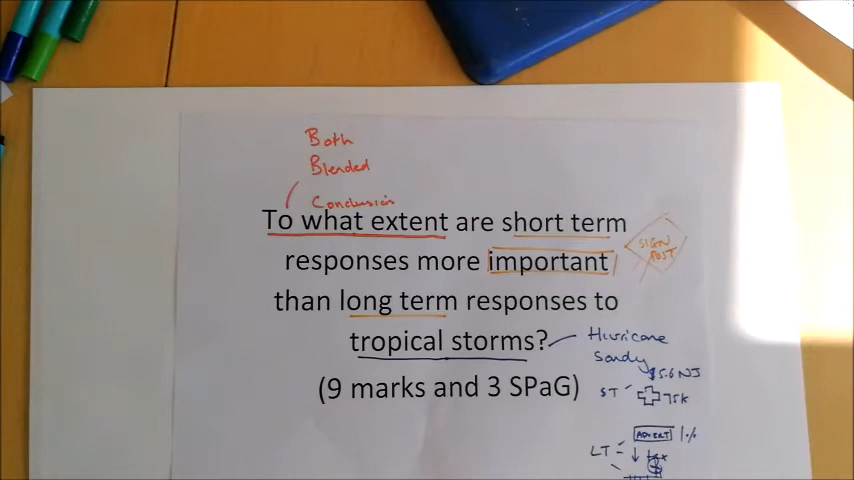 Both
Blended
Conclusion
To what extent are short term
responses more important
SIGN
POST
than long term responses to
tropical storms?
Hurricane
Sandy
(9 marks and 3 SPaG)
$5.6 NJ
ST
75K
ADVERT 1%
LT